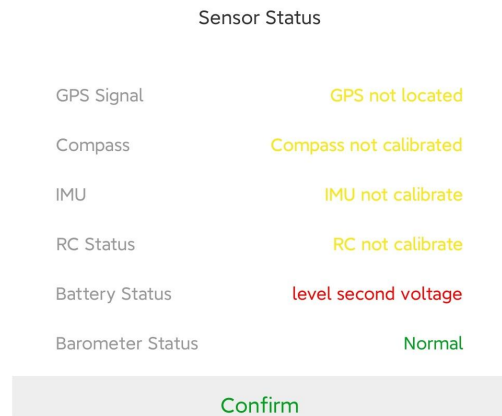 Sensor Status
GPS Signal GPS not located
Compass Compass not calibrated
IMU IMU not calibrate
RC Status RC not calibrate
Battery Status level second voltage
Barometer Status Normal
Confirm